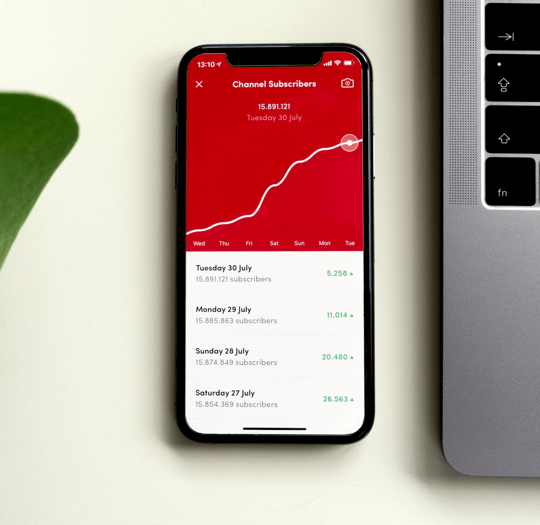 13:10
Channel Subscribers
15.891.121
Tuesday 30 July
Wed Thu Fri Sat Sun Mon Tue
Tuesday 30 July
5.258
15.891.121 subscribers
Monday 29 July
11.014
15.885.863 subscribers
Sunday 28 July
20.480
15.874.849 subscribers
Saturday 27 July
26.563
15.854.369 subscribers
fn